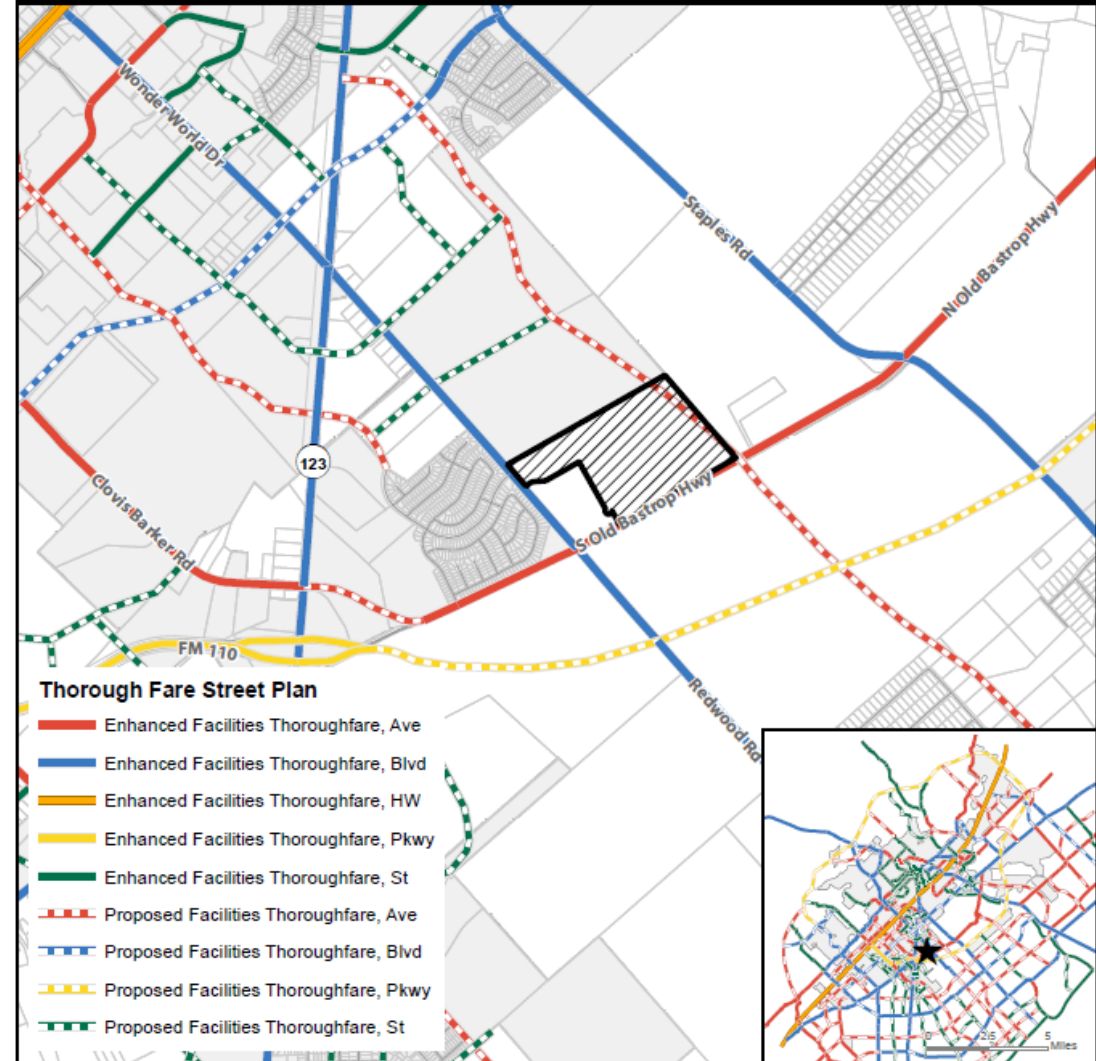 Wonder World Dr
Staples Rd
N Old Bastrop Hwy
123
S Old Bastrop Hwy
Clovis Barker Rd
FM 110
Redwood Rd
Thorough Fare Street Plan
Enhanced Facilities Thoroughfare, Ave
Enhanced Facilities Thoroughfare, Blvd
Enhanced Facilities Thoroughfare, HW
Enhanced Facilities Thoroughfare, Pkwy
Enhanced Facilities Thoroughfare, St
Proposed Facilities Thoroughfare, Ave
Proposed Facilities Thoroughfare, Blvd
Proposed Facilities Thoroughfare, Pkwy
Proposed Facilities Thoroughfare, St
0 2.5 5
Miles